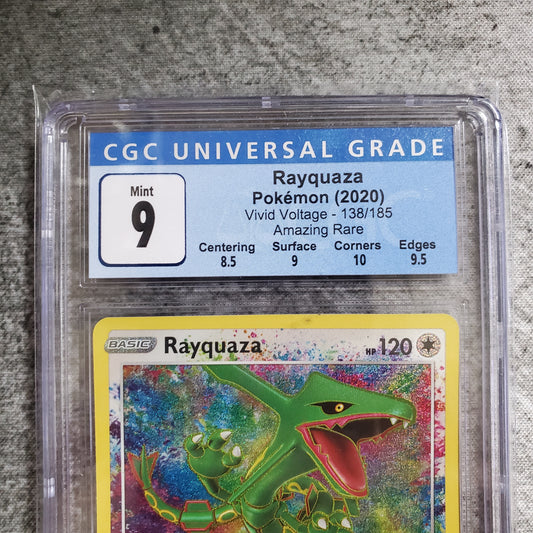 CGC UNIVERSAL GRADE
Mint
9
Rayquaza
Pokémon (2020)
Vivid Voltage - 138/185
Amazing Rare
Centering Surface Corners Edges
8.5 9 10 9.5
BASIC Rayquaza HP 120